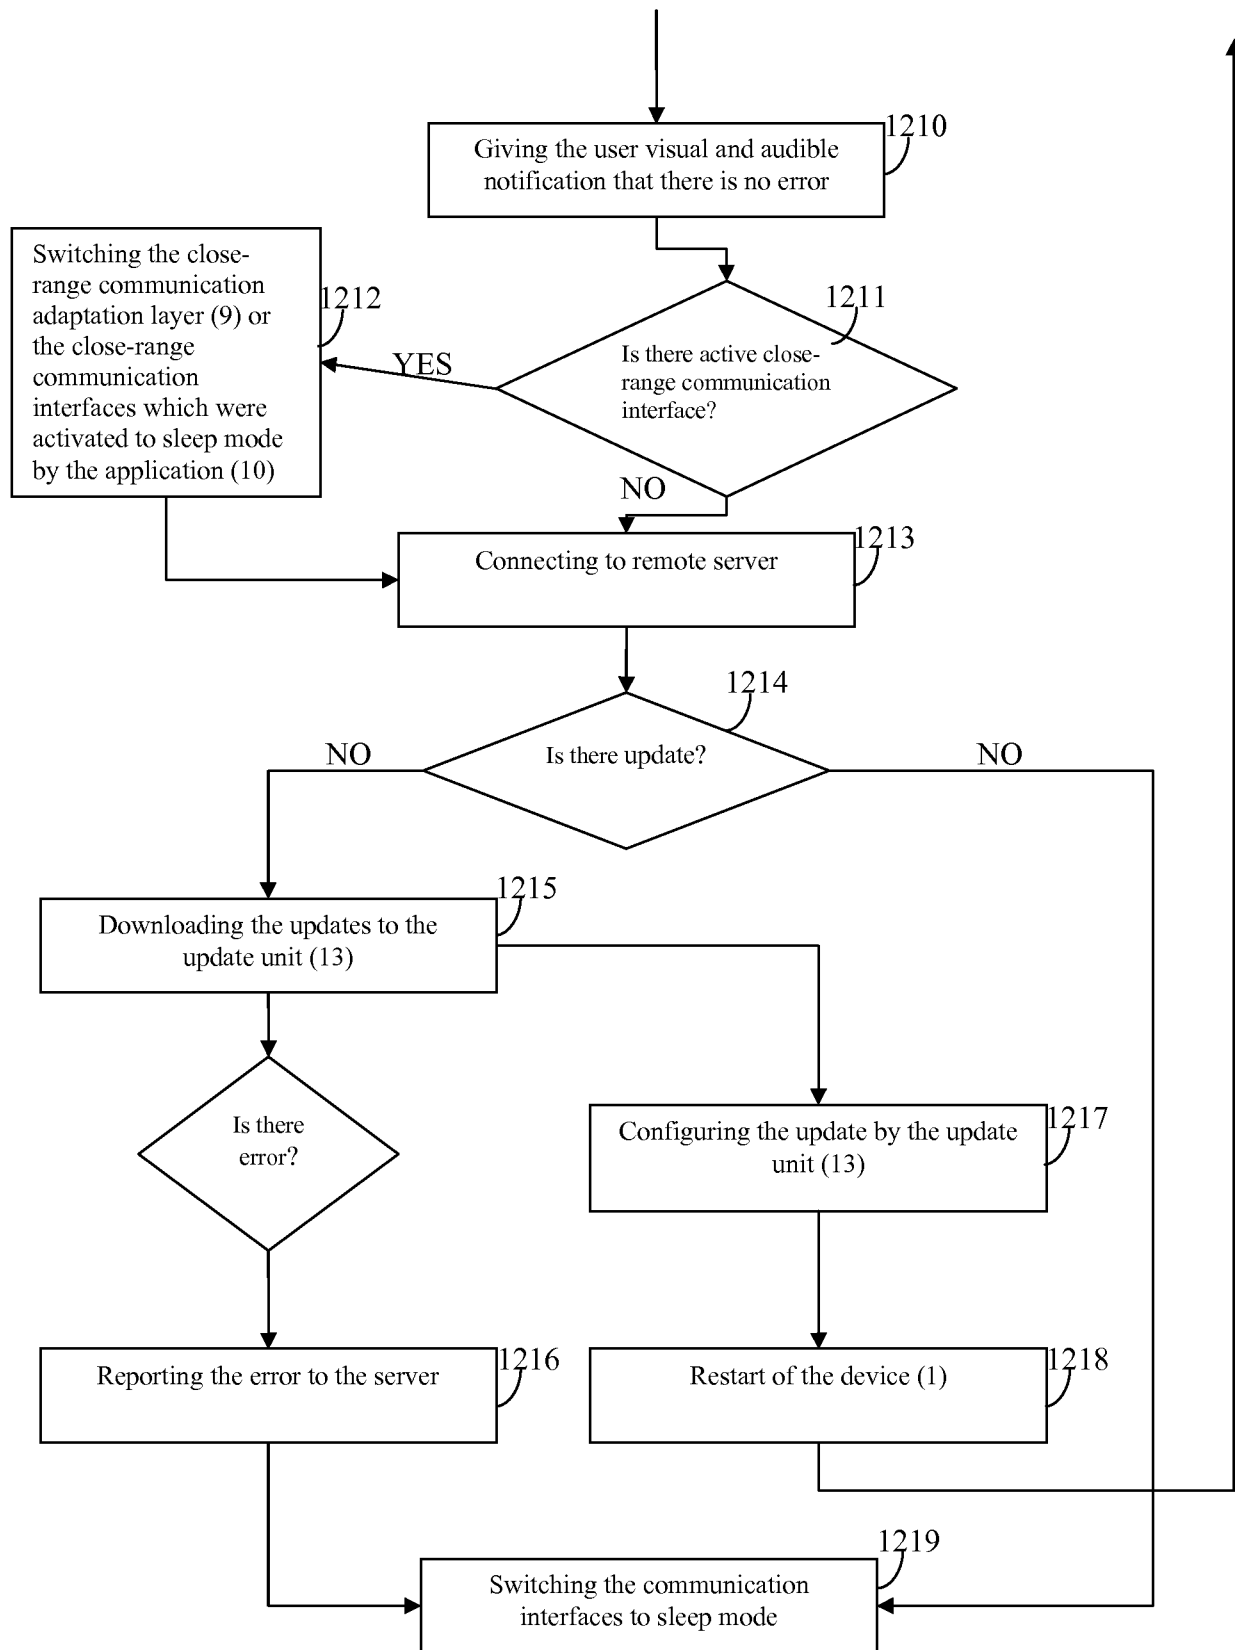 1210
Giving the user visual and audible
notification that there is no error
Switching the close-
range communication
adaptation layer (9) or
the close-range
communication
interfaces which were
activated to sleep mode
by the application (10)
1212
YES
1211
Is there active close-
range communication
interface?
NO
1213
Connecting to remote server
1214
Is there update?
NO
NO
1215
Downloading the updates to the
update unit (13)
Is there
error?
1217
Configuring the update by the update
unit (13)
1216
Reporting the error to the server
1218
Restart of the device (1)
1219
Switching the communication
interfaces to sleep mode